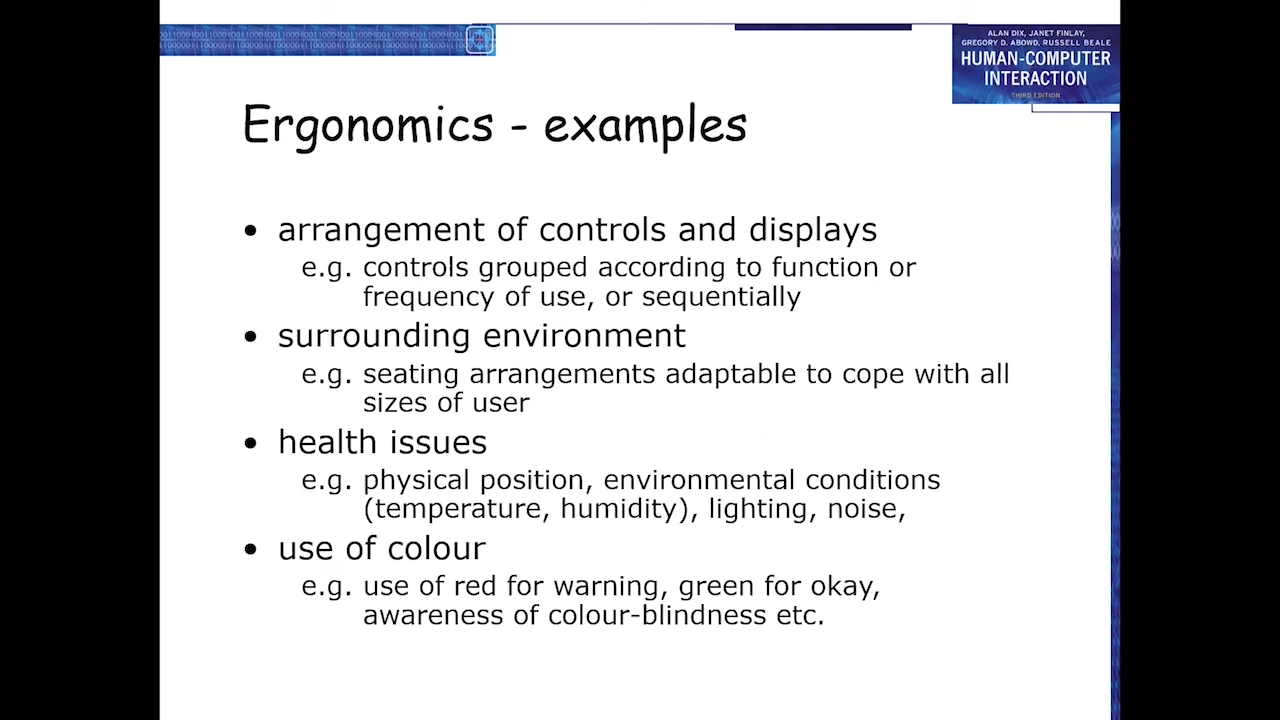 ALAN DIX, JANET FINLAY,
GREGORY D. ABOWD, RUSSELL BEALE
HUMAN-COMPUTER
INTERACTION
THIRD EDITION
Ergonomics - examples
• arrangement of controls and displays
e.g. controls grouped according to function or
frequency of use, or sequentially
• surrounding environment
e.g. seating arrangements adaptable to cope with all
sizes of user
• health issues
e.g. physical position, environmental conditions
(temperature, humidity), lighting, noise,
• use of colour
e.g. use of red for warning, green for okay,
awareness of colour-blindness etc.